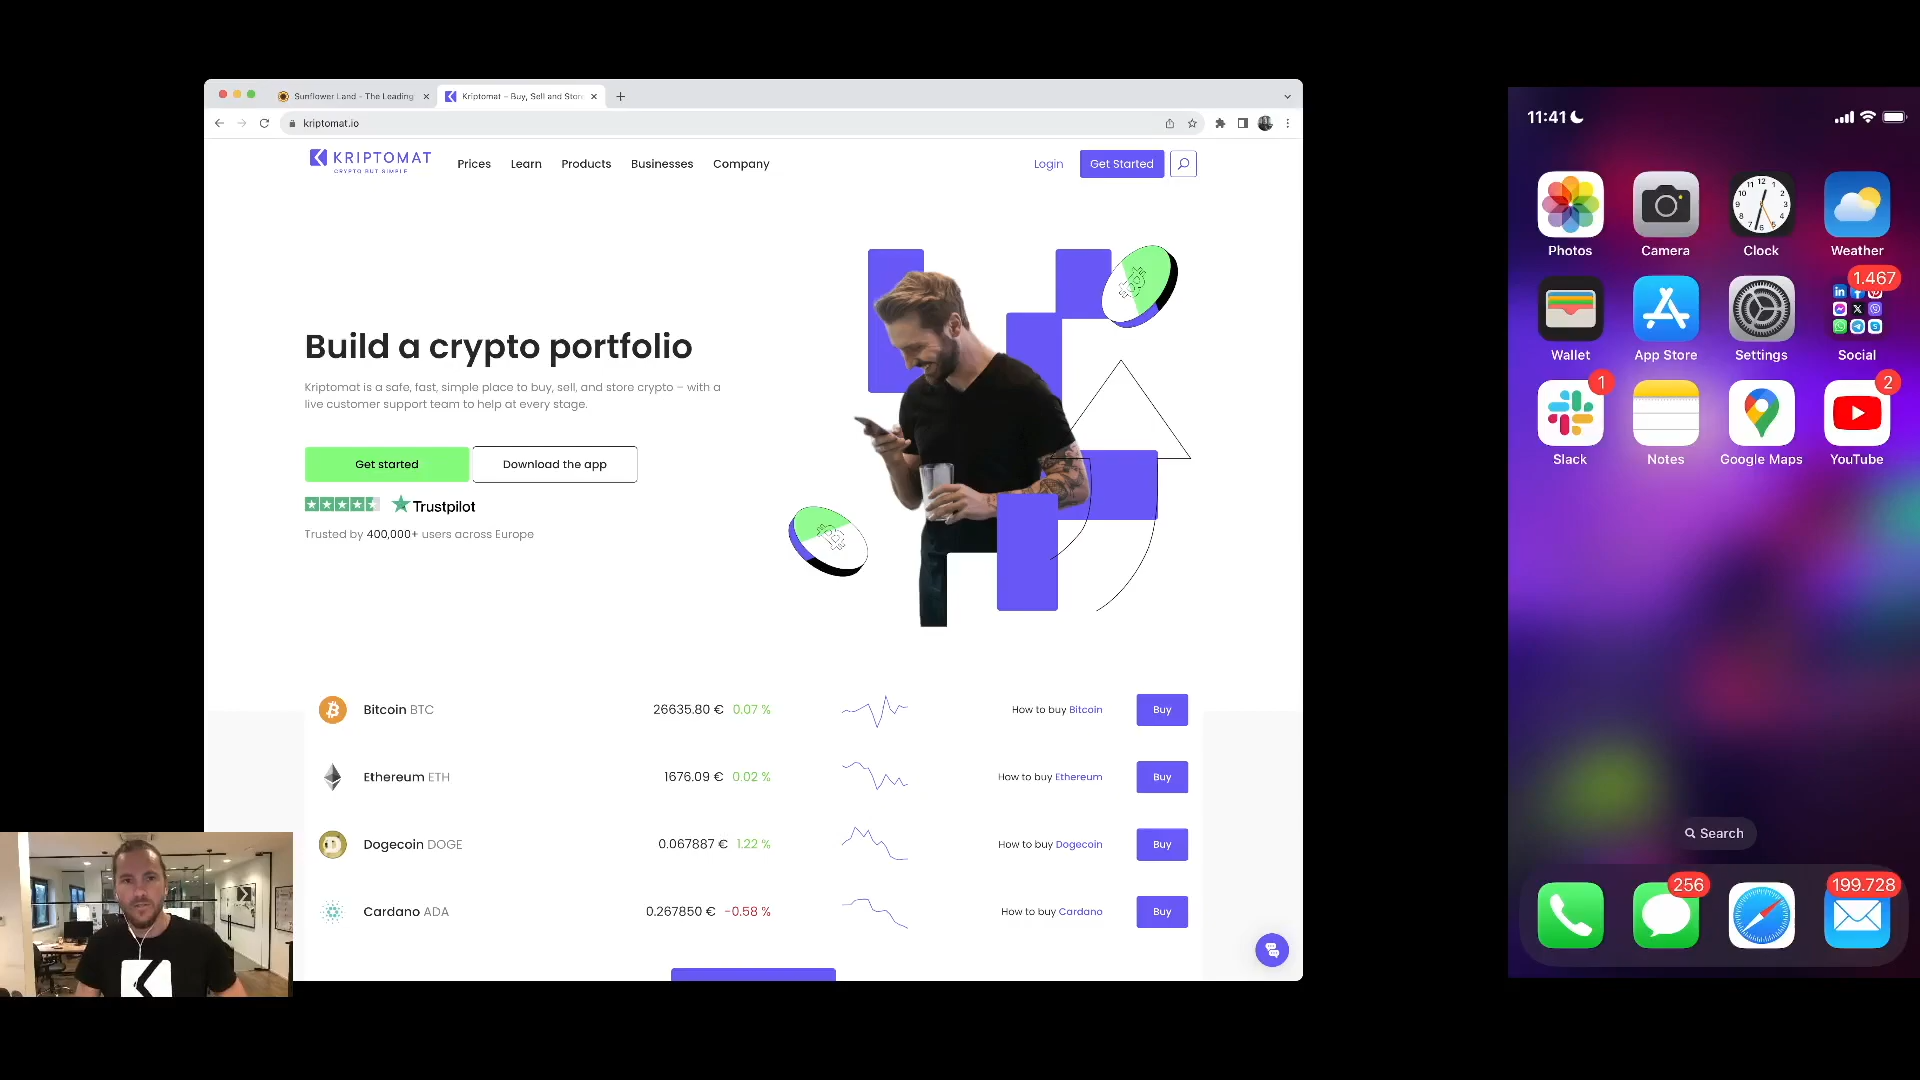 Sunflower Land - The Leading
Kriptomat – Buy, Sell and Store
kriptomat.io
KRIPTOMAT
CRYPTO BUT SIMPLE
Prices
Learn
Products
Businesses
Company
Login
Get Started
Build a crypto portfolio
Kriptomat is a safe, fast, simple place to buy, sell, and store crypto – with a
live customer support team to help at every stage.
Get started
Download the app
Trustpilot
Trusted by 400,000+ users across Europe
Bitcoin BTC
26635.80 € 0.07 %
How to buy Bitcoin
Buy
Ethereum ETH
1676.09 € 0.02 %
How to buy Ethereum
Buy
Dogecoin DOGE
0.067887 € 1.22 %
How to buy Dogecoin
Buy
Cardano ADA
0.267850 € -0.58 %
How to buy Cardano
Buy
11:41
Photos
Camera
Clock
Weather
1.467
Wallet
App Store
Settings
Social
1
2
Slack
Notes
Google Maps
YouTube
Search
256
199.728